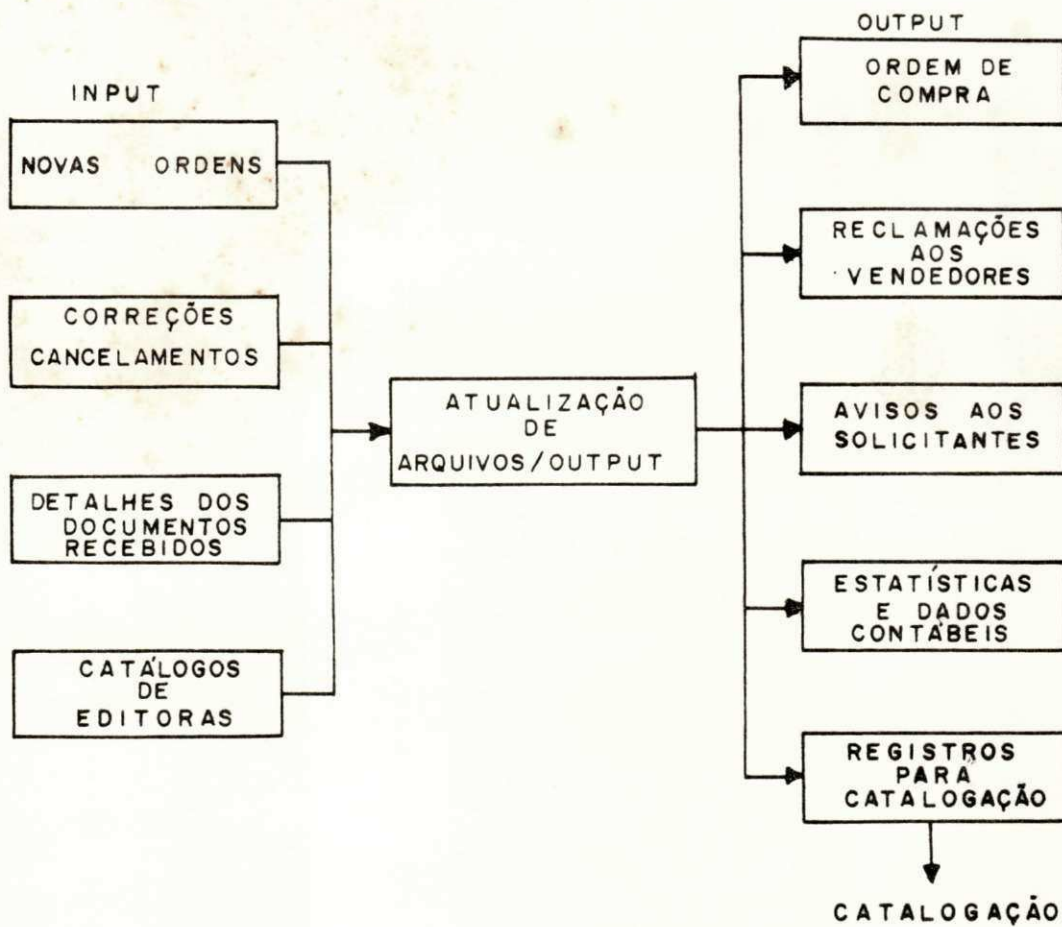 INPUT
NOVAS ORDENS
CORREÇÕES
CANCELAMENTOS
DETALHES DOS
DOCUMENTOS
RECEBIDOS
CATÁLOGOS
DE
EDITORAS
ATUALIZAÇÃO
DE
ARQUIVOS/OUTPUT
OUTPUT
ORDEM DE
COMPRA
RECLAMAÇÕES
AOS
VENDEDORES
AVISOS AOS
SOLICITANTES
ESTATÍSTICAS
E DADOS
CONTÁBEIS
REGISTROS
PARA
CATALOGAÇÃO
CATALOGAÇÃO